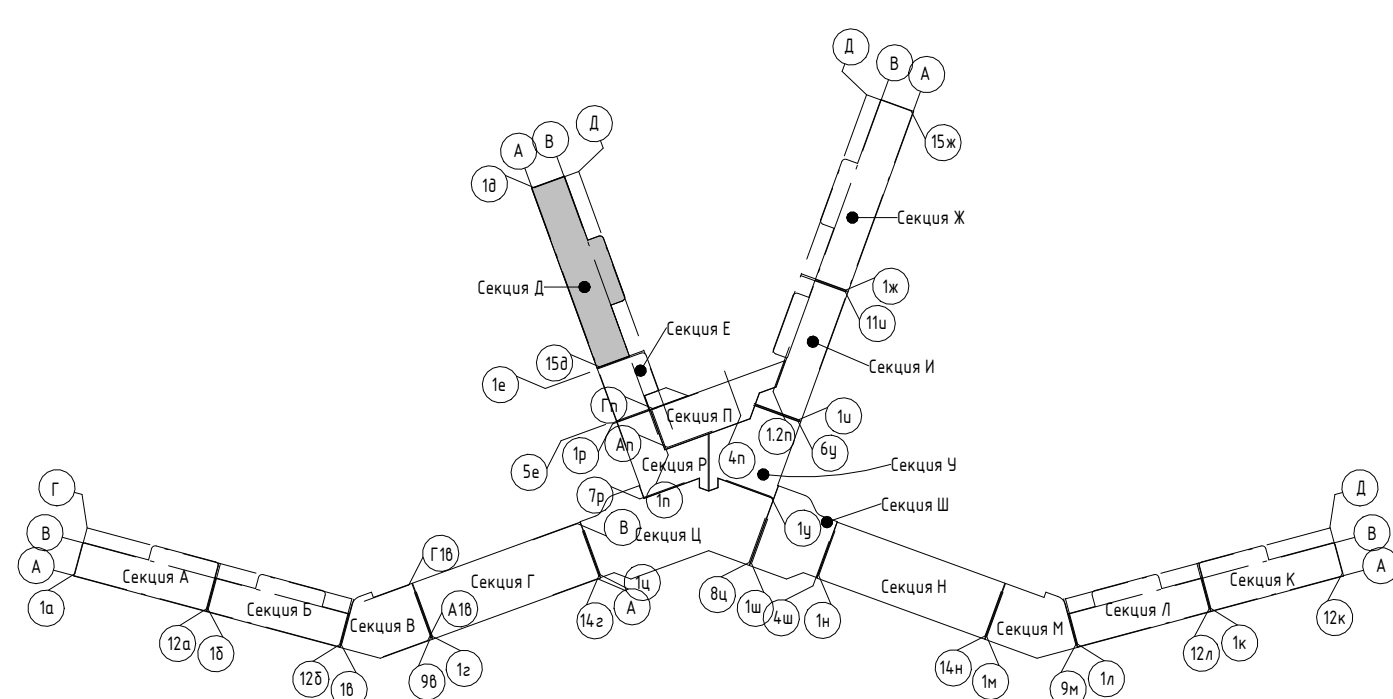 Д
В
А
15ж
Д
В
А
1д
Секция Ж
Секция Д
1ж
11и
Секция Е
15д
1е
Секция И
Гп
Секция П
1и
1.2п
6у
Ап
4п
1р
5е
Секция Р
Секция У
7р
1п
Г
Д
В
Секция Ш
1у
В
Секция Ц
В
А
Г1в
А
Секция А
Секция Б
Секция Г
1ц
А
8ц
1ш
4ш
1н
Секция Н
Секция К
Секция Л
1а
12а
1б
Секция В
А1в
14г
Секция М
12к
12б
1в
9в
1г
14н
1м
9м
1л
12л
1к